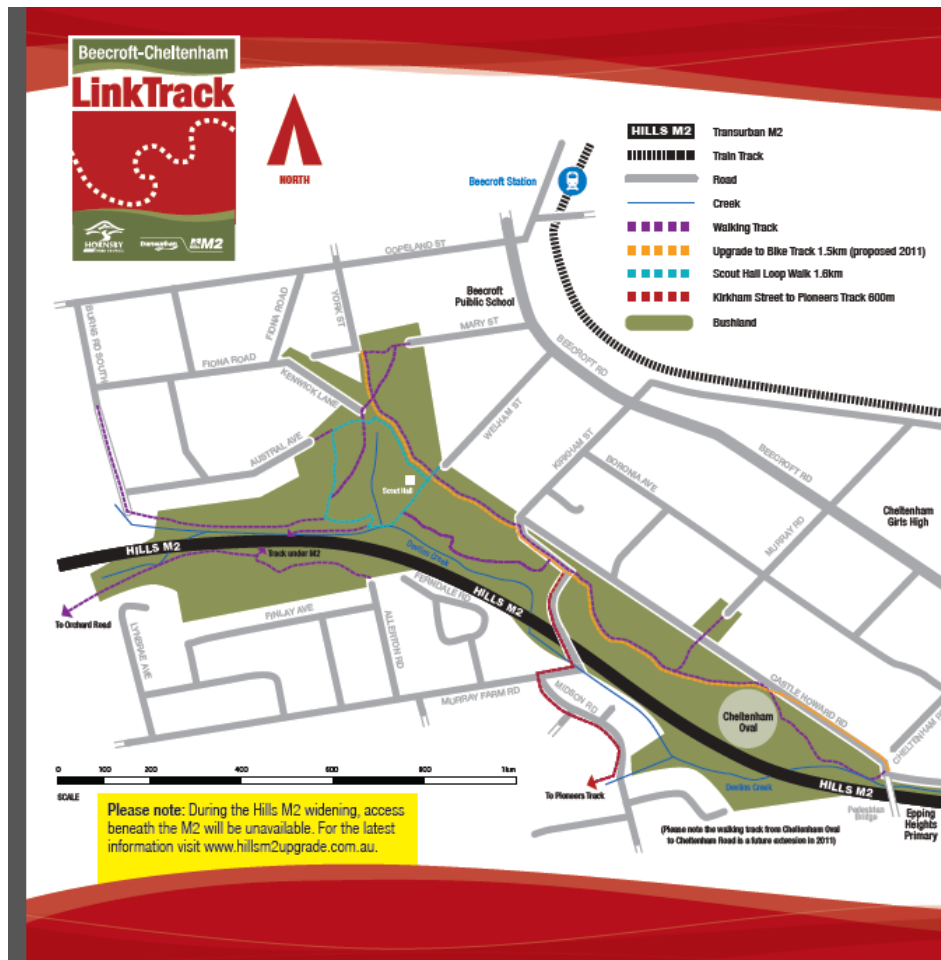 Beecroft-Cheltenham
LinkTrack
HORNSBY
Transurban
M2
NORTH
Beecroft Station
HILLS M2 Transurban M2
Train Track
Road
Creek
Walking Track
Upgrade to Bike Track 1.5km (proposed 2011)
Scout Hall Loop Walk 1.6km
Kirkham Street to Pioneers Track 600m
Bushland
COPELAND ST
BURNS RD SOUTH
FIONA ROAD
YORK ST
Beecroft
Puiblic School
MARY ST
FIONA ROAD
KENWICK LANE
BEECROFT RD
WELHAM ST
AUSTRAL AVE
KIRKHAM ST
BORONIA AVE
BEECROFT RD
Scout Hall
MURRAY RD
Cheltenham
Girls High
HILLS M2
Track under M2
Devlins Creek
FERNDALE RD
HILLS M2
To Orchard Road
LYNBRAE AVE
FINLAY AVE
ALLERTON RD
MURRAY FARM RD
MIDSON RD
CASTLE HOWARD RD
Cheltenham
Oval
CHELTENHAM RD
0 100 200 400 600 800 1km
SCALE
To Pioneers Track
Devlins Creek
HILLS M2
Pedestrian
Bridge
Epping
Heights
Primary
Please note: During the Hills M2 widening, access
beneath the M2 will be unavailable. For the latest
information visit www.hillsm2upgrade.com.au.
(Please note the walking track from Cheltenham Oval
to Cheltenham Road is a future extension in 2011)